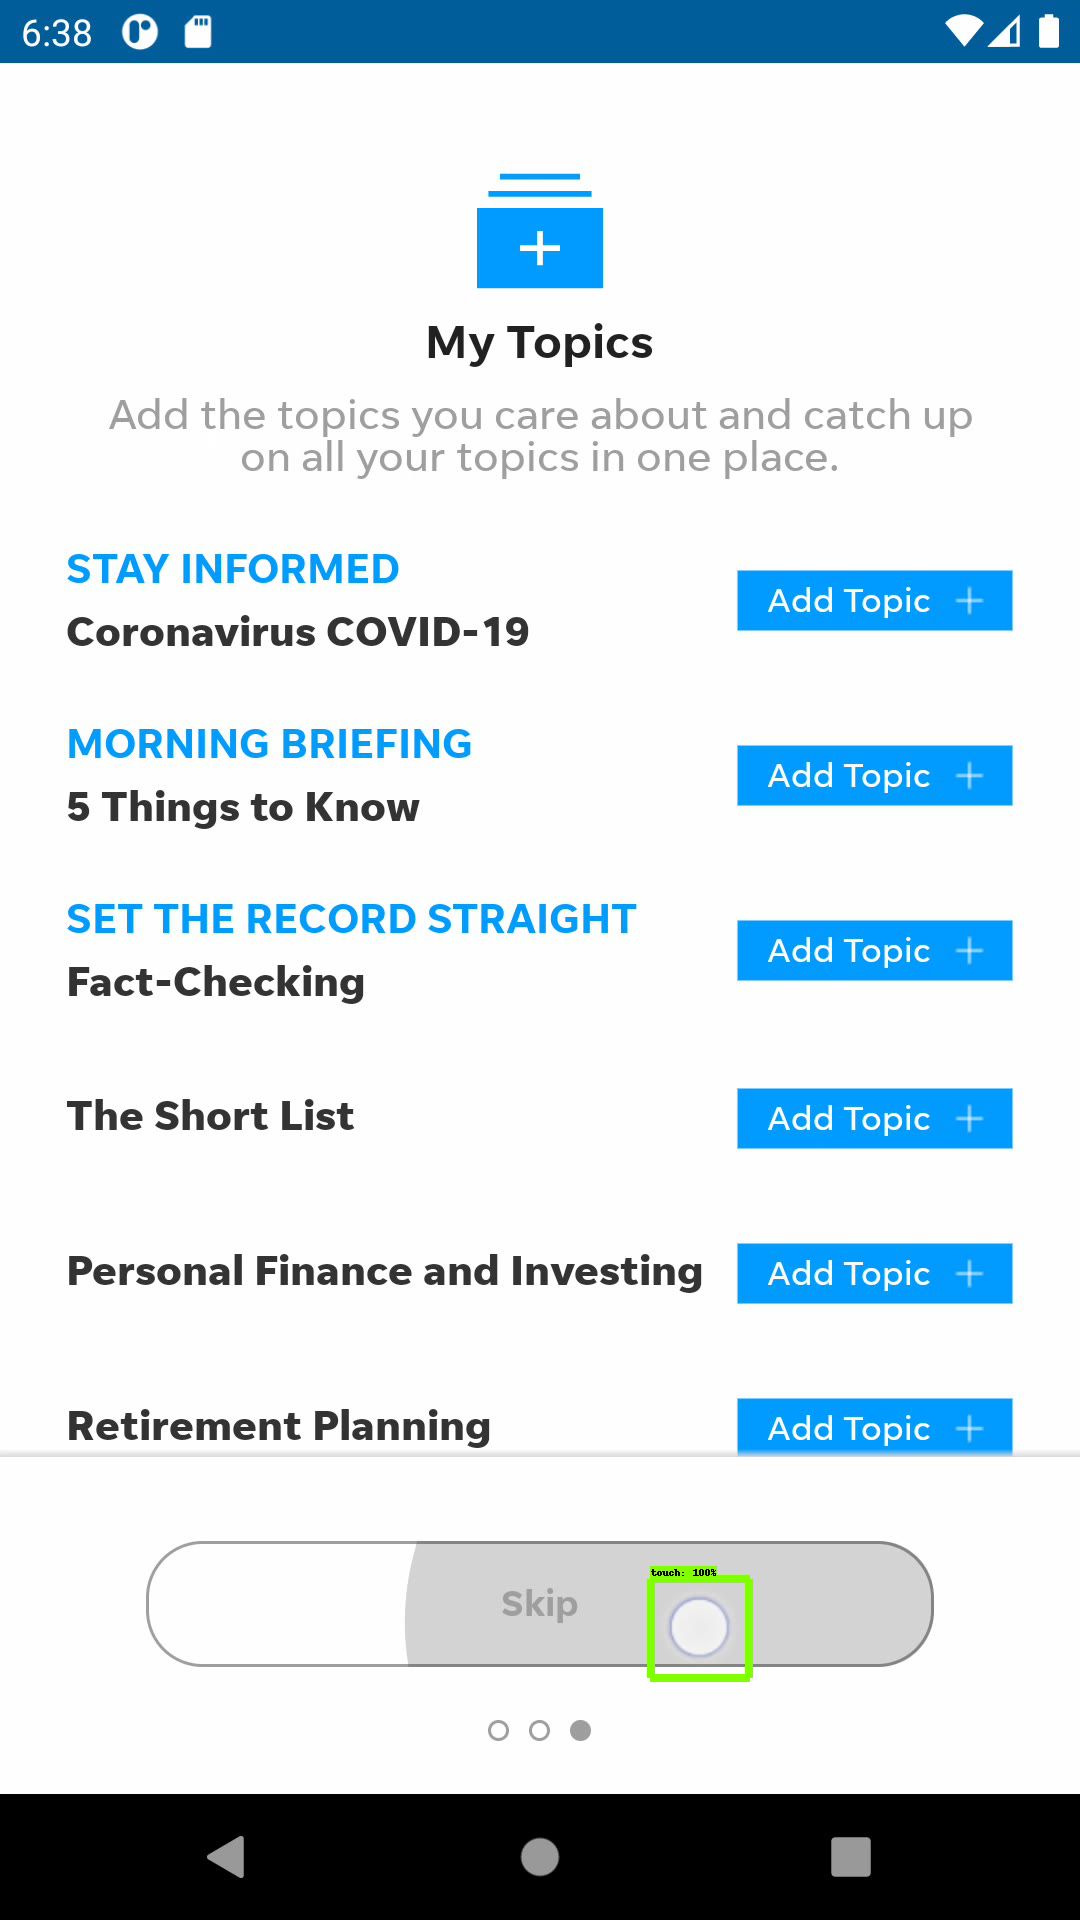 6:38
My Topics
Add the topics you care about and catch up
on all your topics in one place.
STAY INFORMED
Coronavirus COVID-19
Add Topic
MORNING BRIEFING
5 Things to Know
Add Topic
SET THE RECORD STRAIGHT
Fact-Checking
Add Topic
The Short List
Add Topic
Personal Finance and Investing
Add Topic
Retirement Planning
Add Topic
touch: 100%
Skip